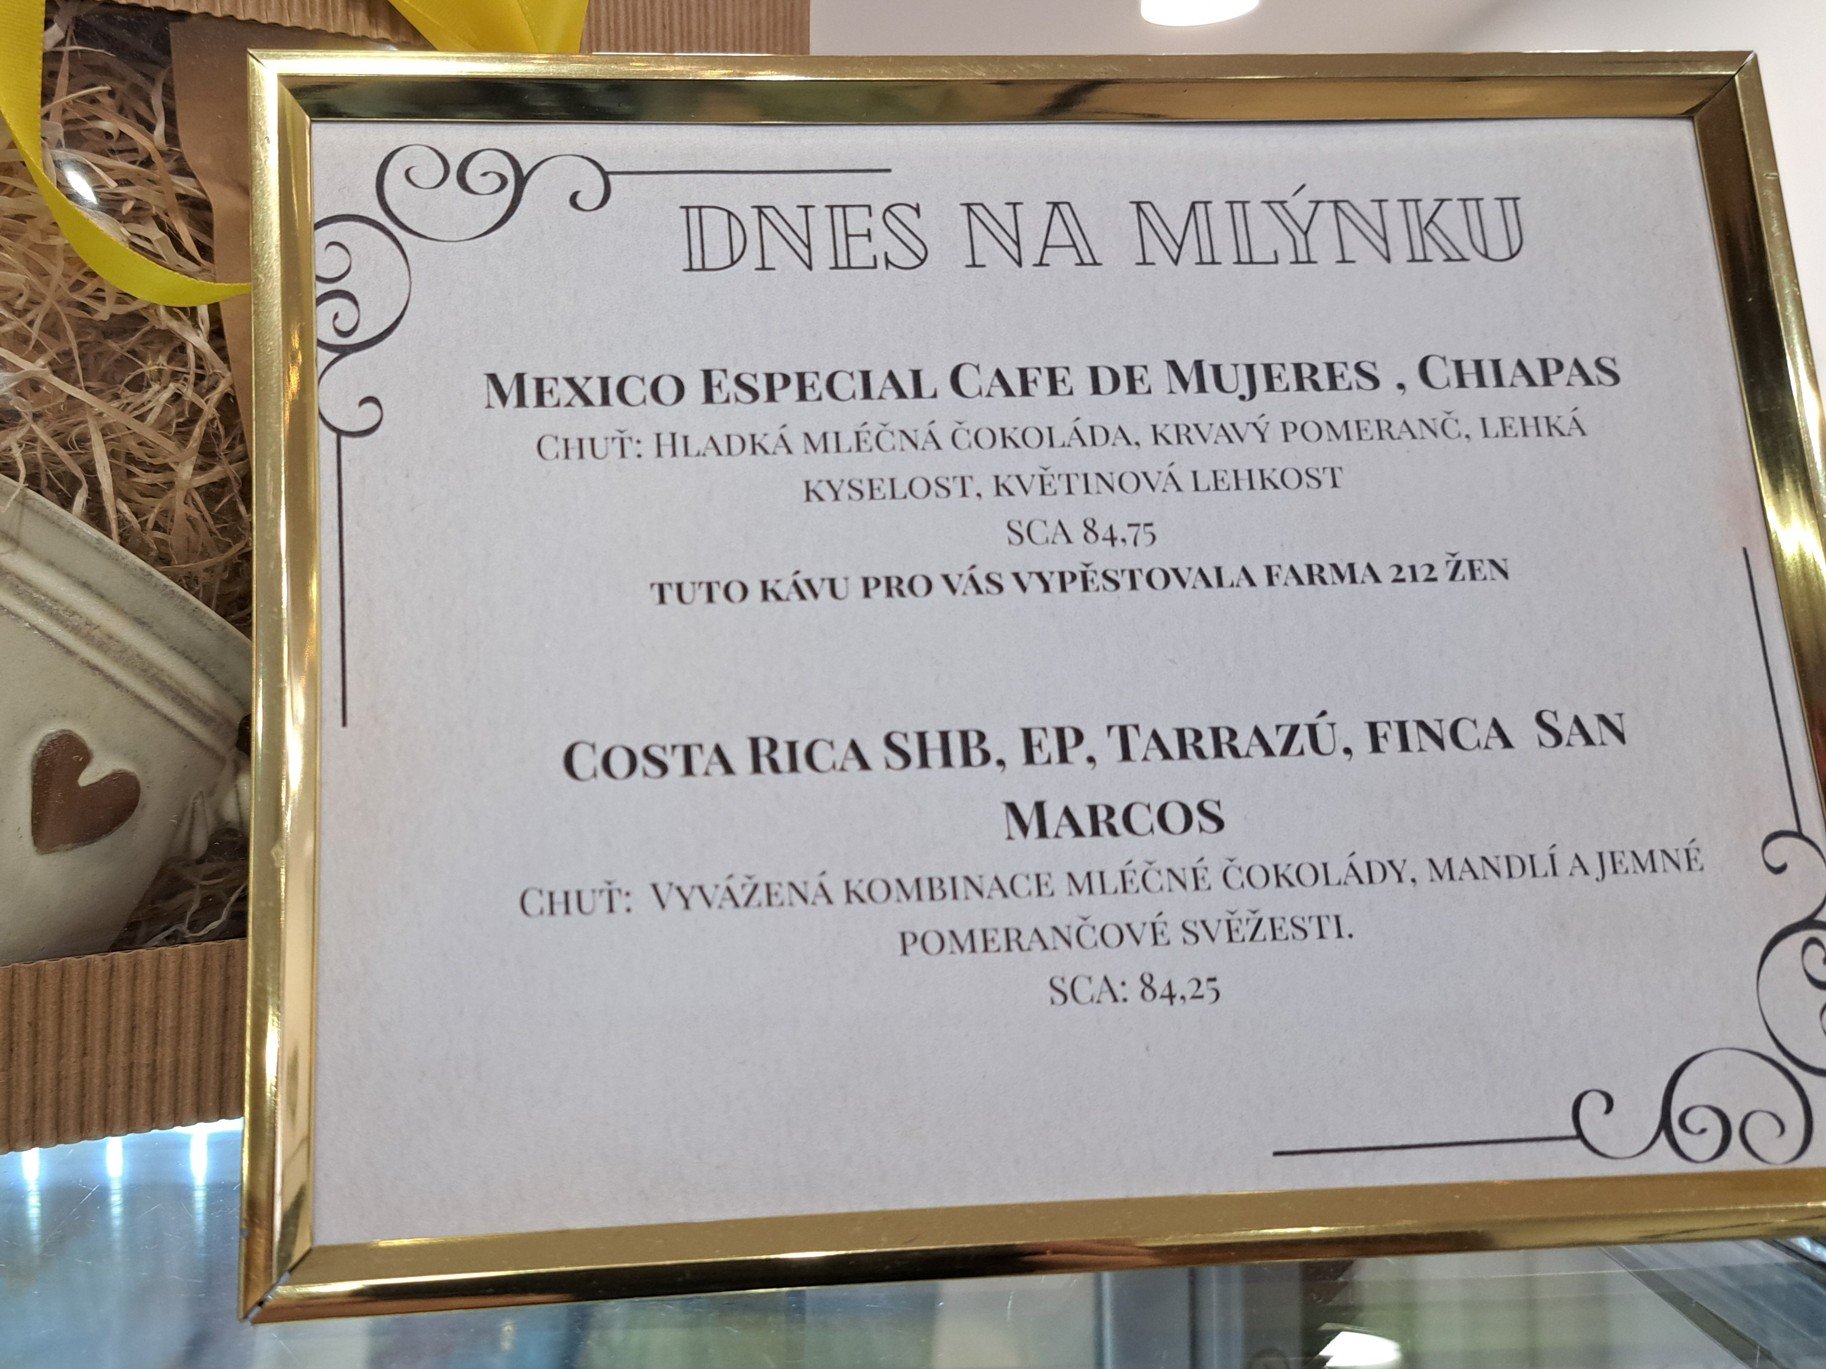 DNES NA MLÝNKU
MEXICO ESPECIAL CAFE DE MUJERES , CHIAPAS
CHUŤ: HLADKÁ MLÉČNÁ ČOKOLÁDA, KRVAVÝ POMERANČ, LEHKÁ
KYSELOST, KVĚTINOVÁ LEHKOST
SCA 84,75
TUTO KÁVU PRO VÁS VYPĚSTOVALA FARMA 212 ŽEN
COSTA RICA SHB, EP, TARRAZÚ, FINCA SAN
MARCOS
CHUŤ: VYVÁŽENÁ KOMBINACE MLÉČNÉ ČOKOLÁDY, MANDLÍ A JEMNÉ
POMERANČOVÉ SVĚŽESTI.
SCA: 84,25